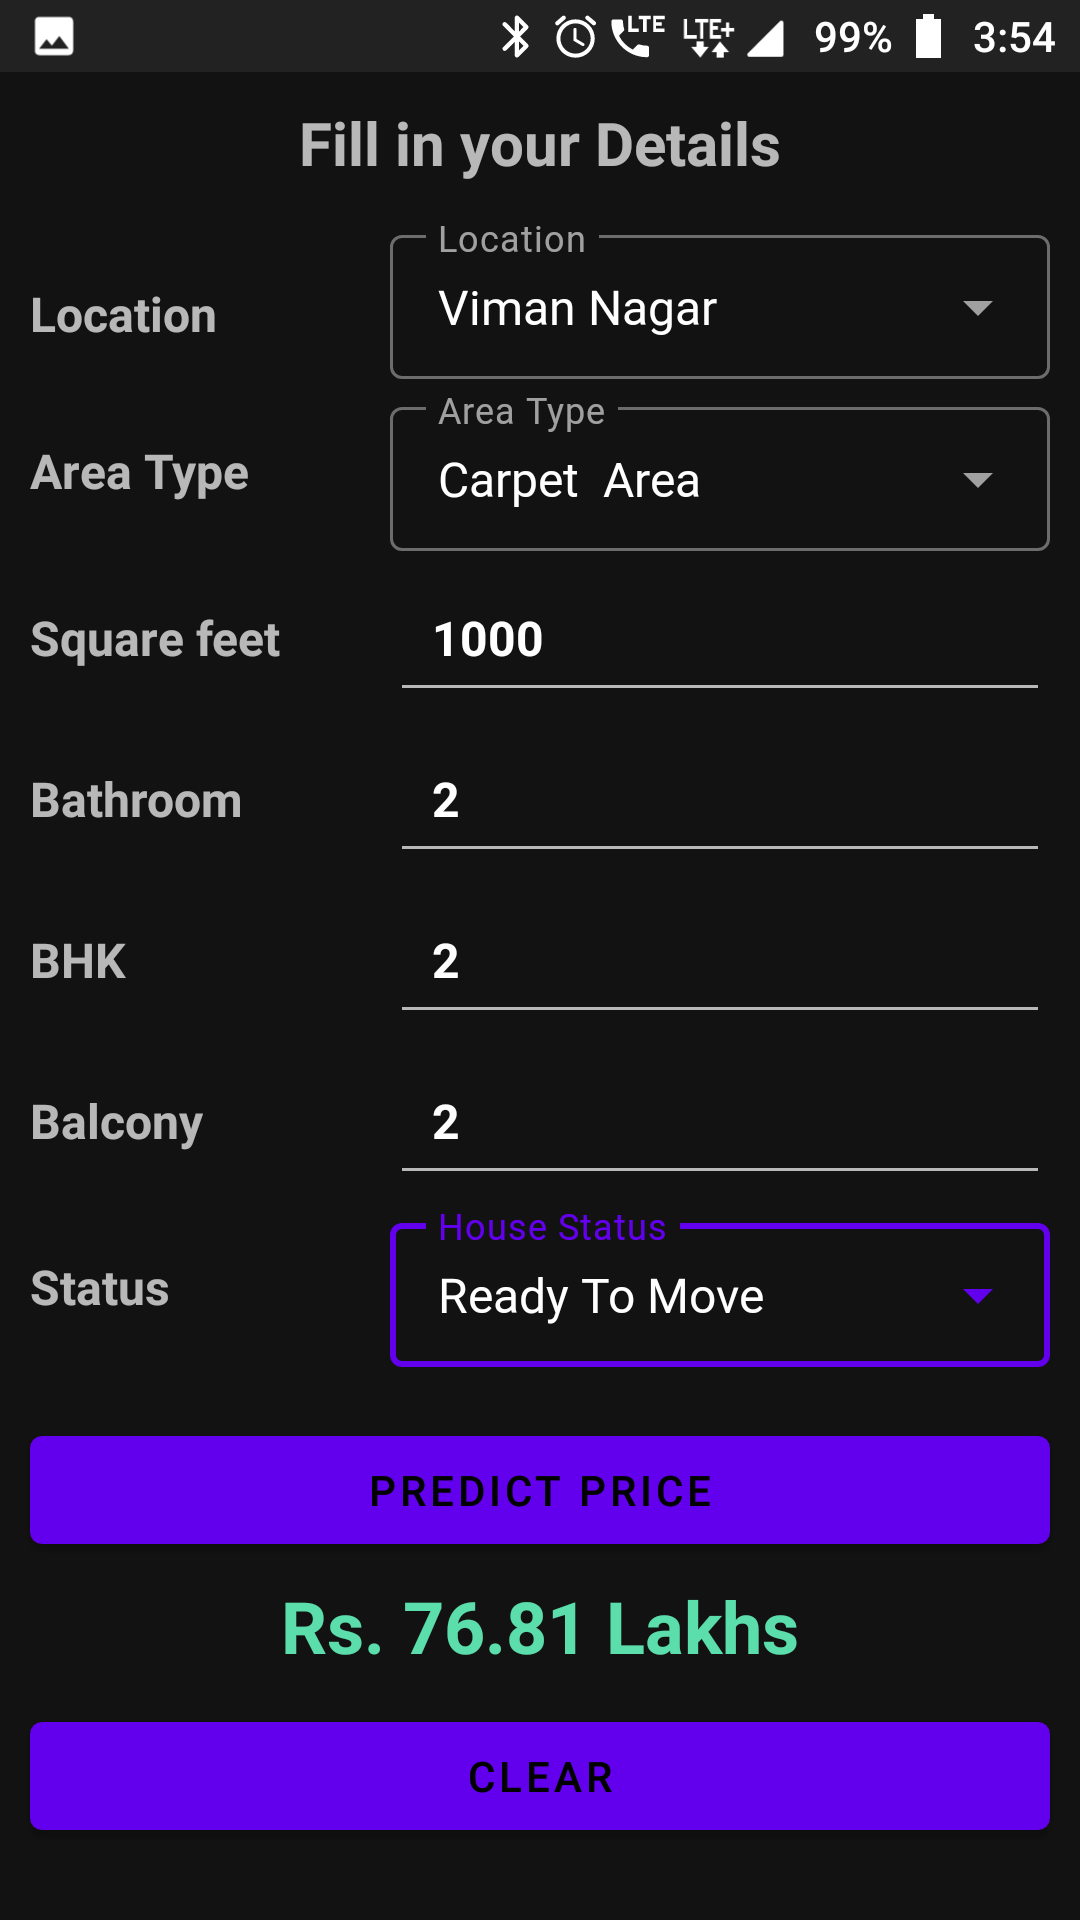 LTE LTE+ 99% 3:54
Fill in your Details
Location
Location
Viman Nagar
Area Type
Area Type
Carpet  Area
Square feet
1000
Bathroom
2
BHK
2
Balcony
2
House Status
Status
Ready To Move
PREDICT PRICE
Rs. 76.81 Lakhs
CLEAR